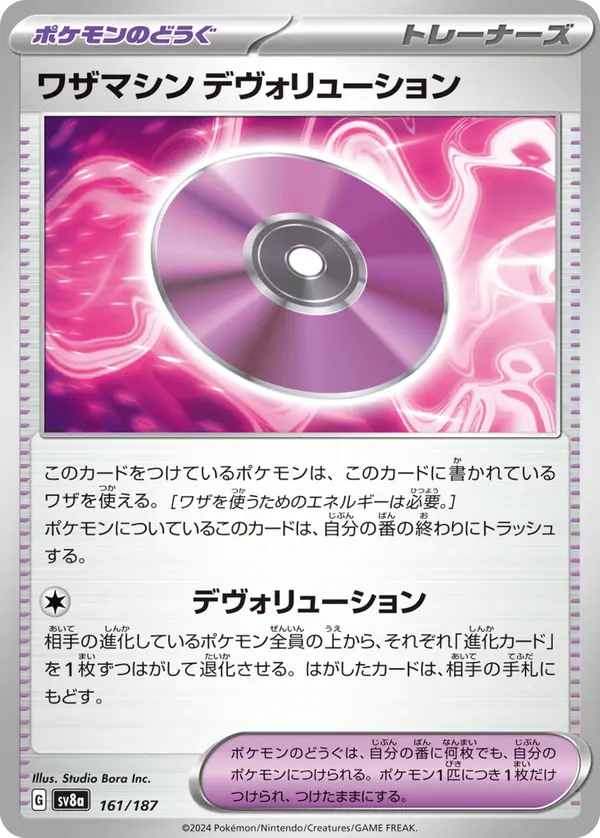 ポケモンのどうぐ トレーナーズ
ワザマシン デヴォリューション
このカードをつけているポケモンは、このカードに書かれている
ワザを使える。[ワザを使うためのエネルギーは必要。]
ポケモンについているこのカードは、自分の番の終わりにトラッシュ
する。
デヴォリューション
相手の進化しているポケモン全員の上から、それぞれ「進化カード」
を1枚ずつはがして退化させる。はがしたカードは、相手の手札に
もどす。
ポケモンのどうぐは、自分の番に何枚でも、自分の
ポケモンにつけられる。ポケモン1匹につき1枚だけ
つけられ、つけたままにする。
Illus. Studio Bora Inc.
G sv8a 161/187
©2024 Pokémon/Nintendo/Creatures/GAME FREAK.